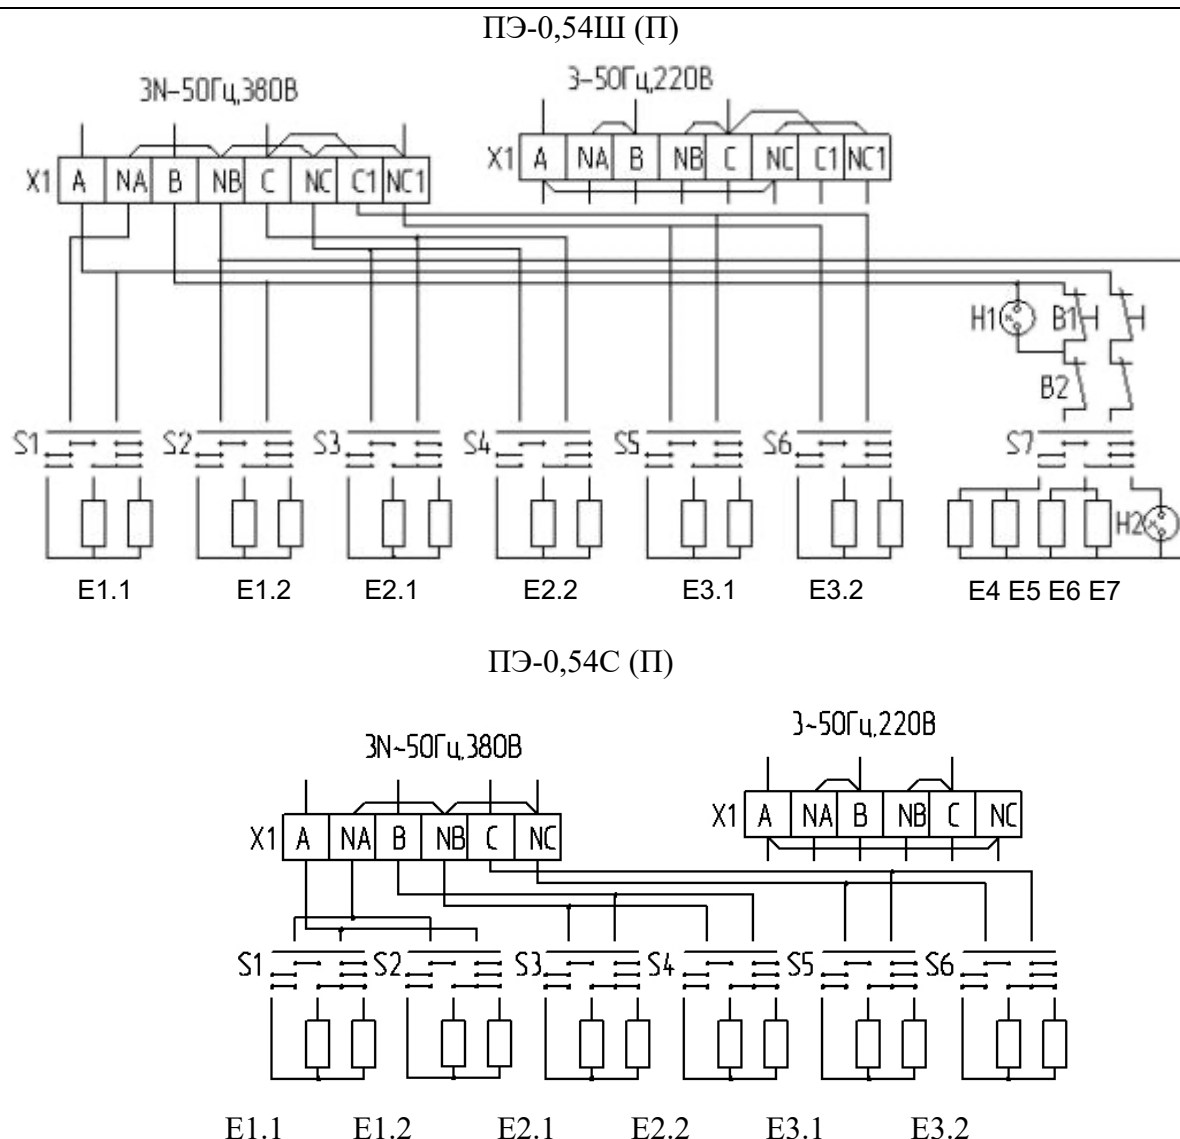 ПЭ-0,54Ш (П)
3N~50Гц,380В
3~50Гц,220В
X1 A NA B NB C NC C1 NC1
X1 A NA B NB C NC C1 NC1
H1 B1
B2
S1 S2 S3 S4 S5 S6 S7
H2
E1.1 E1.2 E2.1 E2.2 E3.1 E3.2 E4 E5 E6 E7
ПЭ-0,54С (П)
3N~50Гц,380В
3~50Гц,220В
X1 A NA B NB C NC
X1 A NA B NB C NC
S1 S2 S3 S4 S5 S6
E1.1 E1.2 E2.1 E2.2 E3.1 E3.2